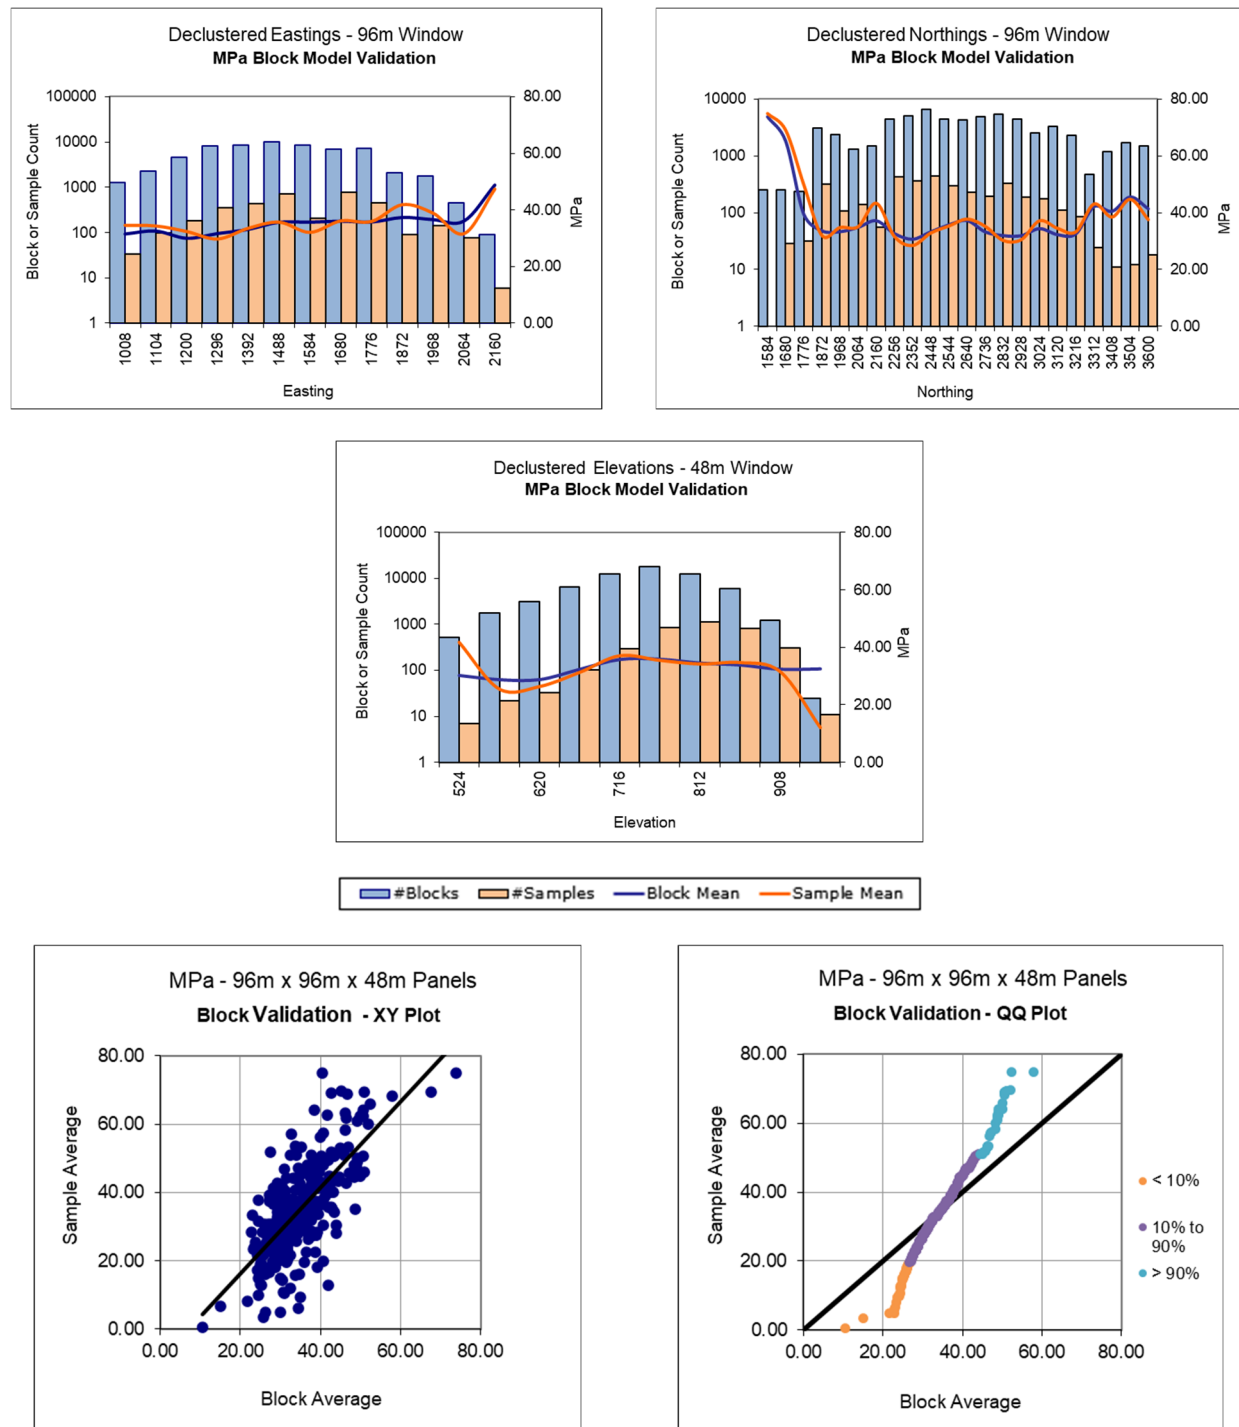 Declustered Eastings - 96m Window
MPa Block Model Validation
100000
10000
1000
100
10
1
Block or Sample Count
80.00
60.00
40.00
20.00
0.00
MPa
1008 1104 1200 1296 1392 1488 1584 1680 1776 1872 1968 2064 2160
Easting
Declustered Northings - 96m Window
MPa Block Model Validation
10000
1000
100
10
1
Block or Sample Count
80.00
60.00
40.00
20.00
0.00
MPa
1584 1680 1776 1872 1968 2064 2160 2256 2352 2448 2544 2640 2736 2832 2928 3024 3120 3216 3312 3408 3504 3600
Northing
Declustered Elevations - 48m Window
MPa Block Model Validation
100000
10000
1000
100
10
1
Block or Sample Count
80.00
60.00
40.00
20.00
0.00
MPa
524 620 716 812 908
Elevation
#Blocks #Samples Block Mean Sample Mean
MPa - 96m x 96m x 48m Panels
Block Validation - XY Plot
80.00
60.00
40.00
20.00
0.00
Sample Average
0.00 20.00 40.00 60.00 80.00
Block Average
MPa - 96m x 96m x 48m Panels
Block Validation - QQ Plot
80.00
60.00
40.00
20.00
0.00
Sample Average
0.00 20.00 40.00 60.00 80.00
Block Average
< 10%
10% to
90%
> 90%